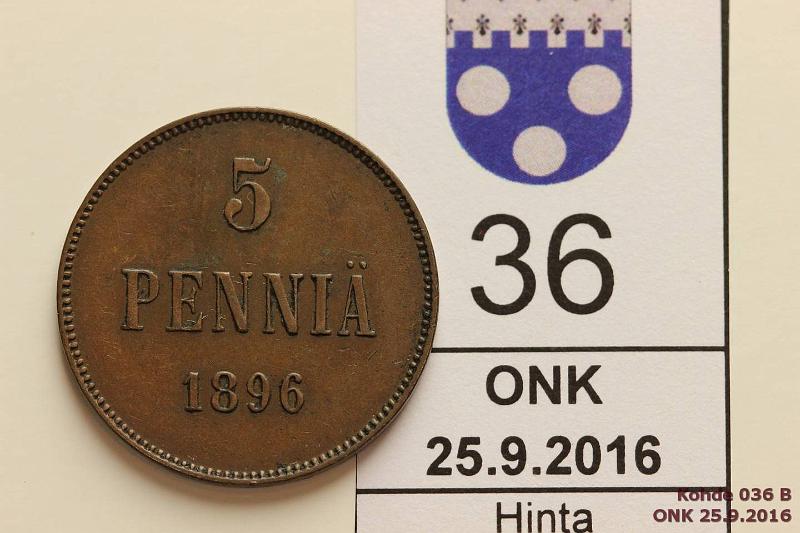 5
PENNIÄ
1896
36
ONK
25.9.2016
Hinta
Kohde 036 B
ONK 25.9.2016